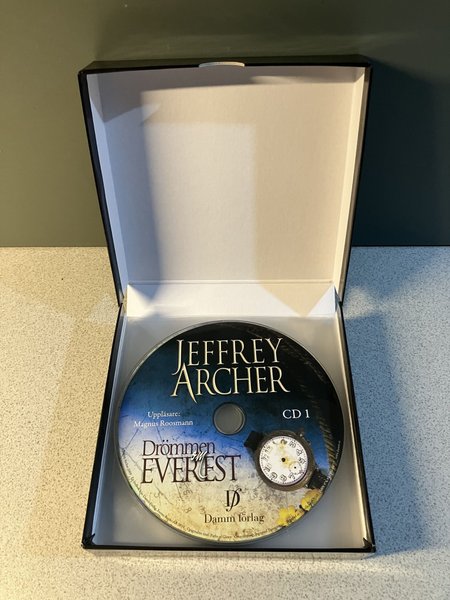 JEFFREY
ARCHER
Uppläsare:
Magnus Roosmann
CD 1
Drömmen
om
EVEREST
D
Damm förlag